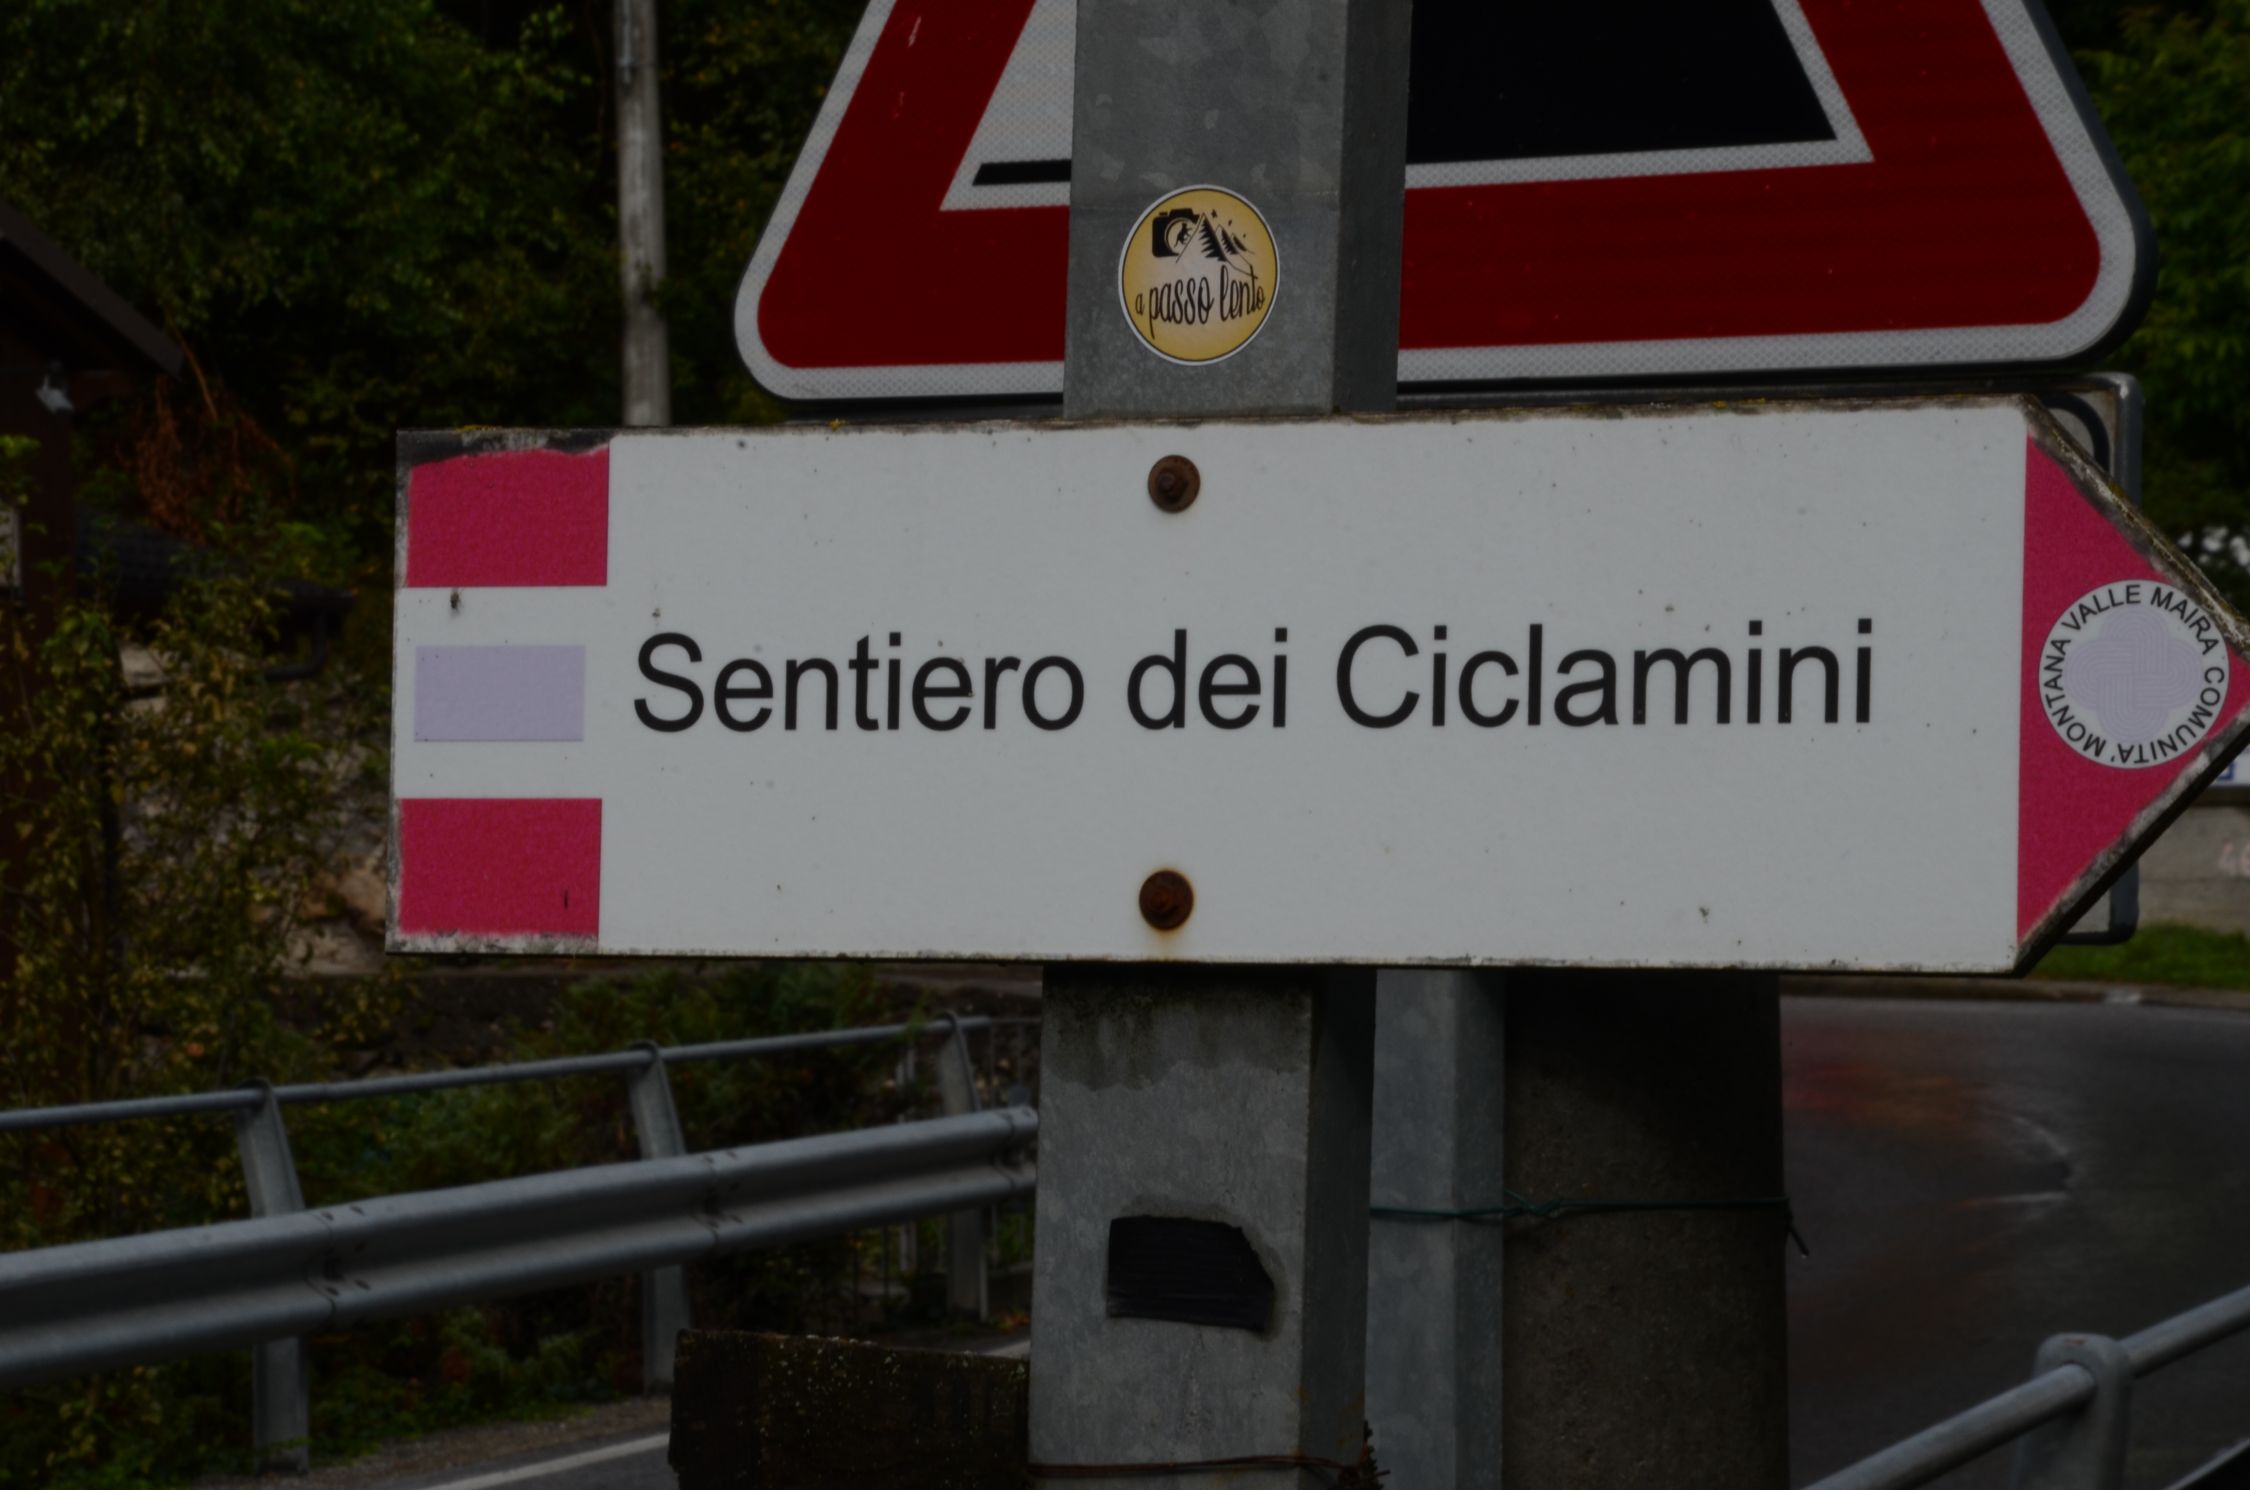 a passo lento
Sentiero dei Ciclamini
COMUNITA' MONTANA VALLE MAIRA